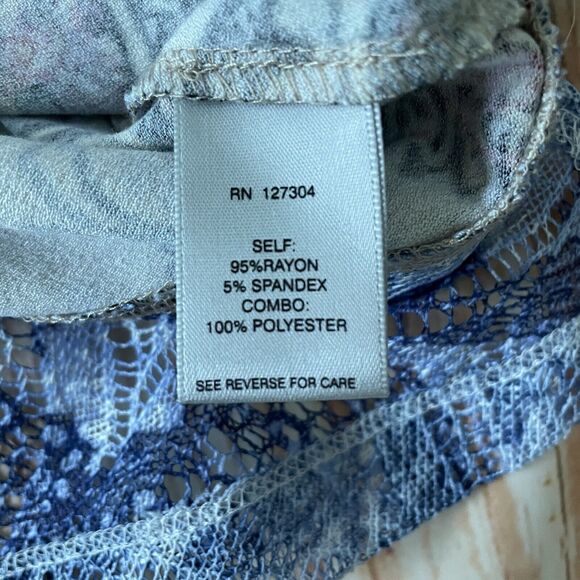 RN 127304
SELF:
95%RAYON
5% SPANDEX
COMBO:
100% POLYESTER
SEE REVERSE FOR CARE